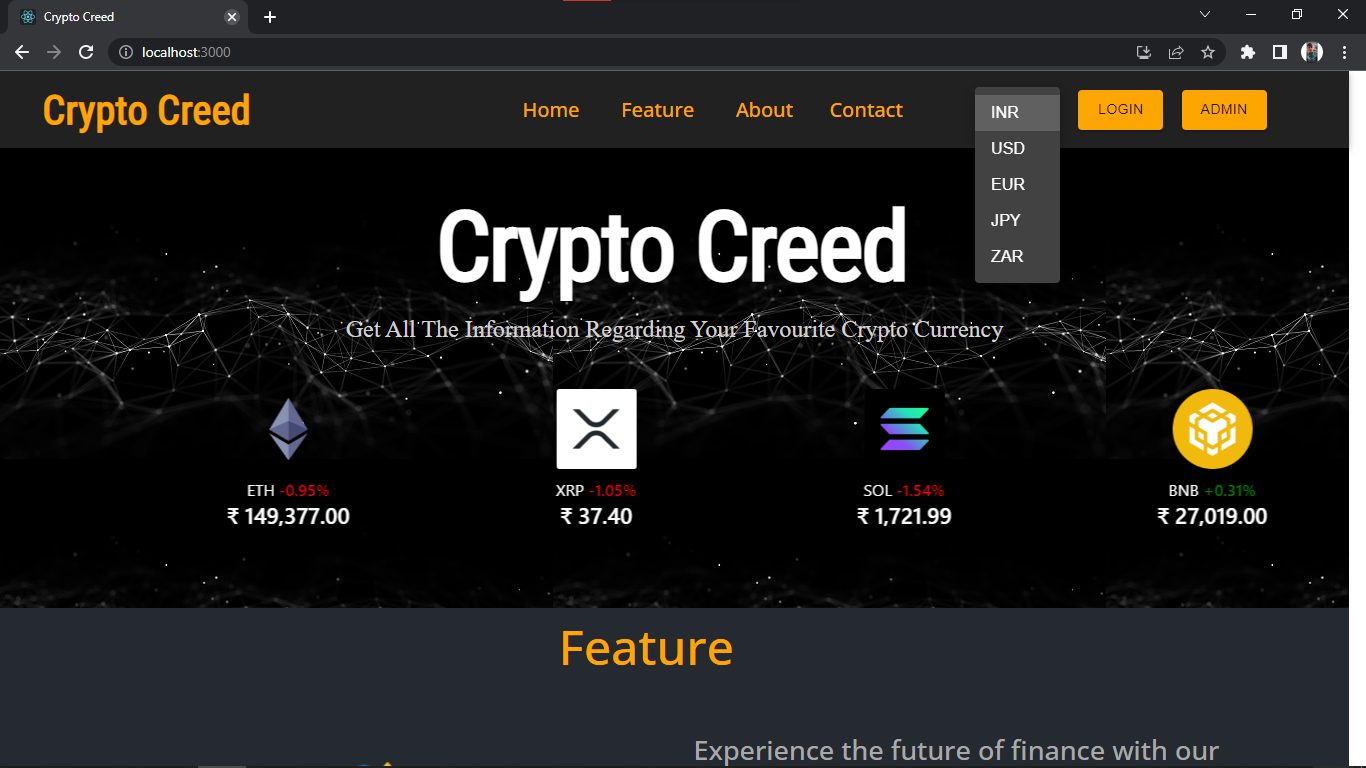 Crypto Creed
localhost:3000
Crypto Creed
Home Feature About Contact
LOGIN ADMIN
INR
USD
EUR
JPY
ZAR
Crypto Creed
Get All The Information Regarding Your Favourite Crypto Currency
ETH -0.95% XRP -1.05% SOL -1.54% BNB +0.31%
₹ 149,377.00 ₹ 37.40 ₹ 1,721.99 ₹ 27,019.00
Feature
Experience the future of finance with our